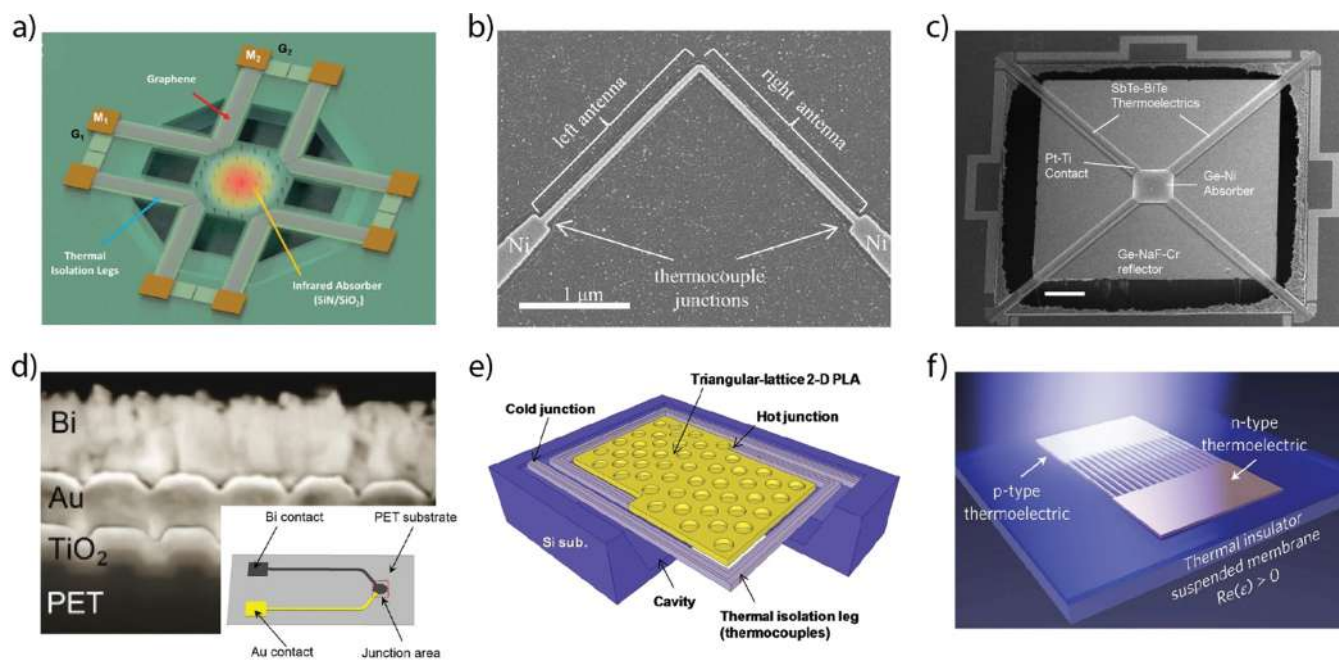 a)
M₂
G₂
Graphene
M₁
G₁
Thermal
Isolation Legs
Infrared Absorber
(SiN/SiO₂)
b)
left antenna
right antenna
Ni
Ni
thermocouple
junctions
1 µm
c)
SbTe-BiTe
Thermoelectrics
Pt-Ti
Contact
Ge-Ni
Absorber
Ge-NaF-Cr
reflector
d)
Bi
Au
TiO₂
PET
Bi contact
PET substrate
Au contact
Junction area
e)
Triangular-lattice 2-D PLA
Cold junction
Hot junction
Si sub.
Cavity
Thermal isolation leg
(thermocouples)
f)
n-type
thermoelectric
p-type
thermoelectric
Thermal insulator
suspended membrane
Re(ε) > 0